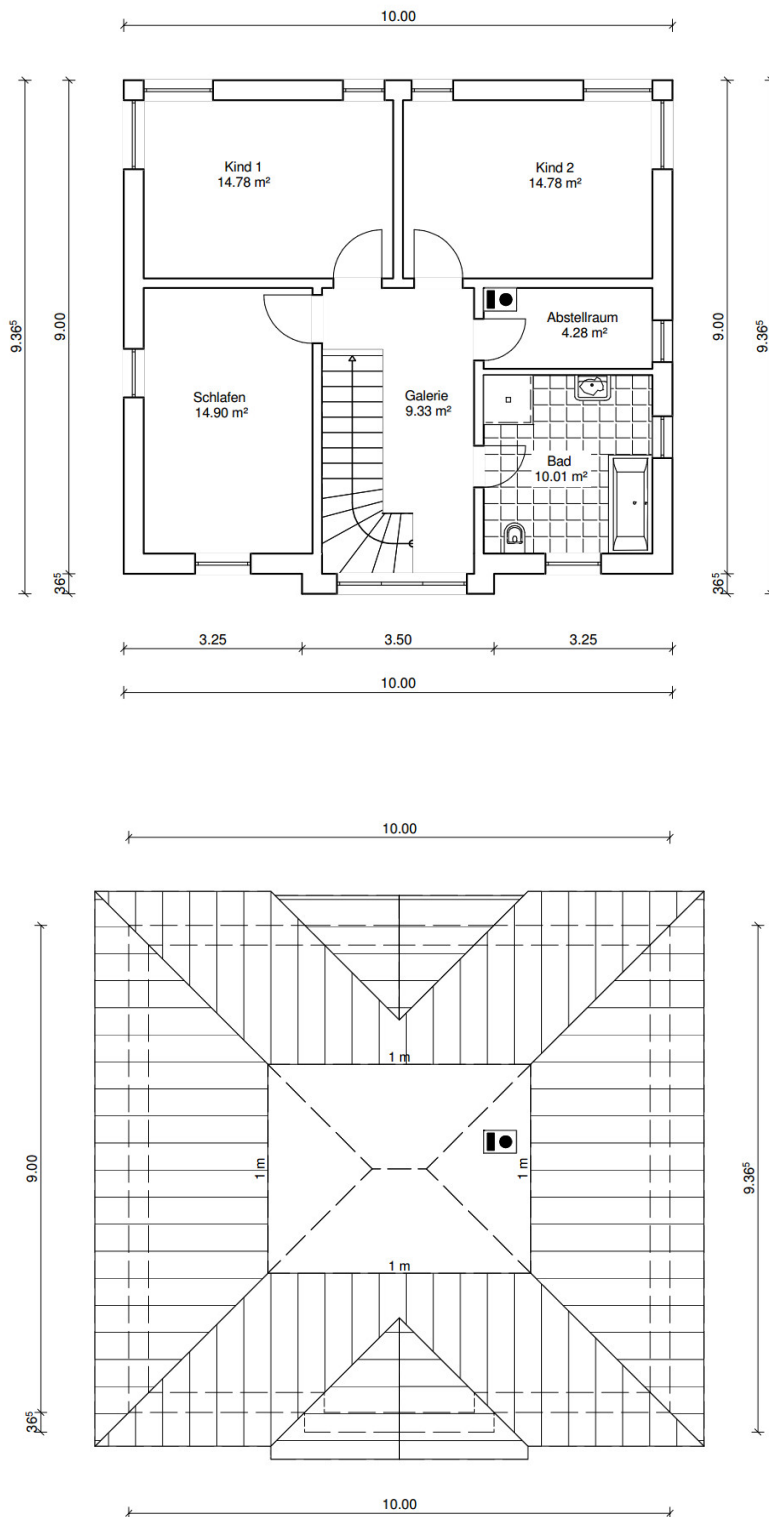 10.00
Kind 1
14.78 m²
Kind 2
14.78 m²
9.36⁵
9.00
9.00
9.36⁵
Abstellraum
4.28 m²
Schlafen
14.90 m²
Galerie
9.33 m²
Bad
10.01 m²
36⁵
36⁵
3.25
3.50
3.25
10.00
10.00
1 m
9.00
1 m
1 m
9.36⁵
1 m
36⁵
10.00